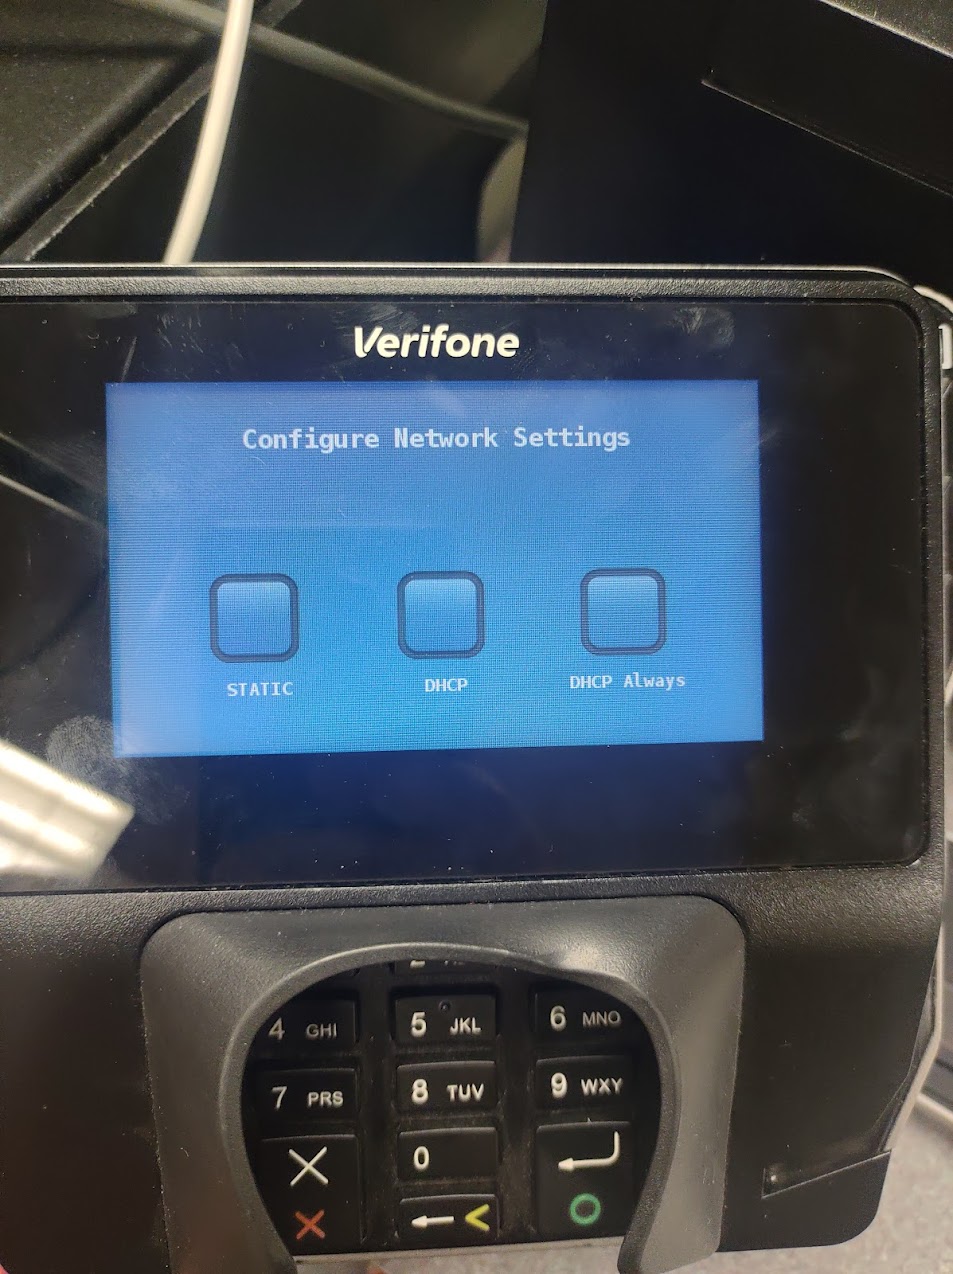 Verifone
Configure Network Settings
STATIC DHCP DHCP Always
4 GHI 5 JKL 6 MNO
7 PRS 8 TUV 9 WXY
0